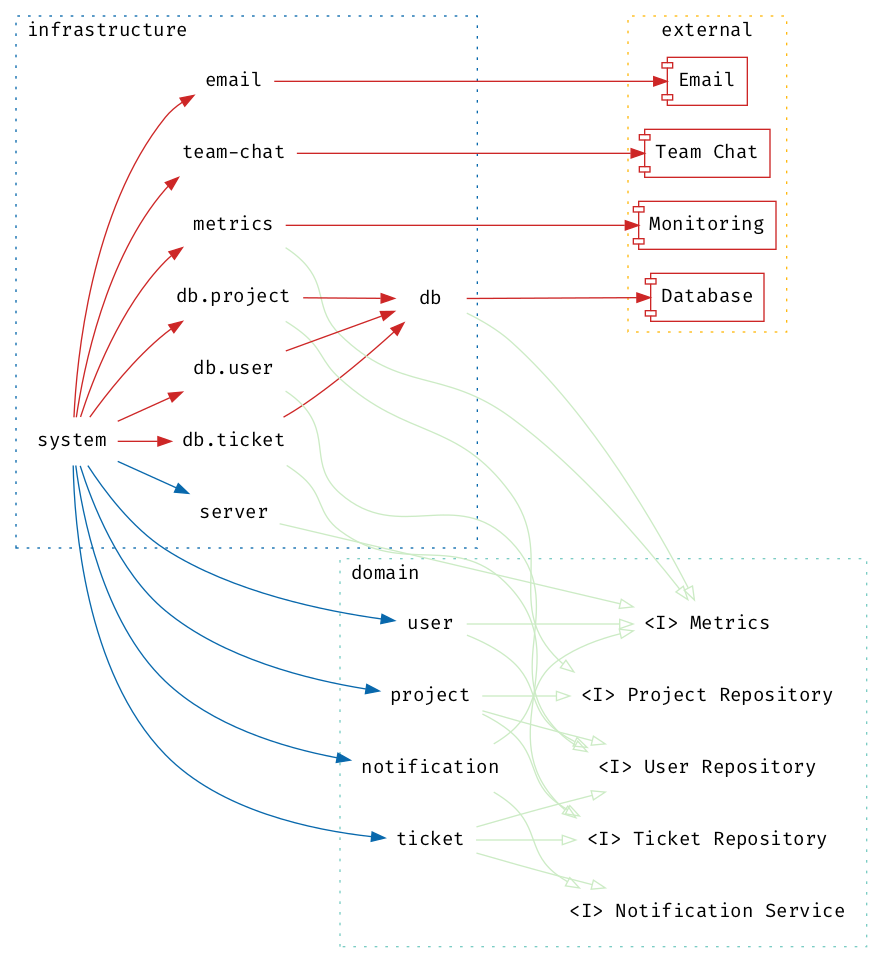 infrastructure
external
email
Email
team-chat
Team Chat
metrics
Monitoring
db.project
db
Database
db.user
system
db.ticket
server
domain
user
<I> Metrics
project
<I> Project Repository
notification
<I> User Repository
ticket
<I> Ticket Repository
<I> Notification Service